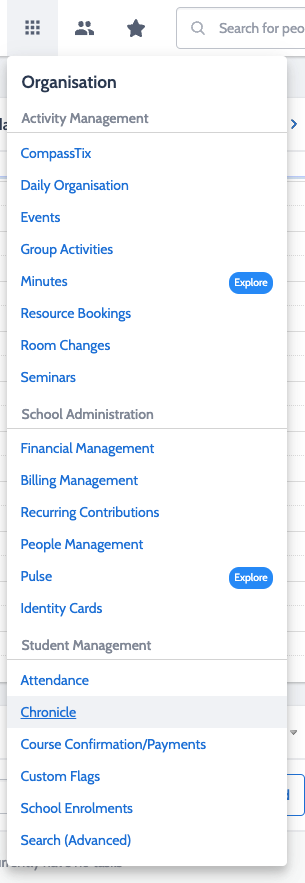 Search for peo
Organisation
Activity Management
CompassTix
Daily Organisation
Events
Group Activities
Minutes
Explore
Resource Bookings
Room Changes
Seminars
School Administration
Financial Management
Billing Management
Recurring Contributions
People Management
Pulse
Explore
Identity Cards
Student Management
Attendance
Chronicle
Course Confirmation/Payments
Custom Flags
School Enrolments
Search (Advanced)